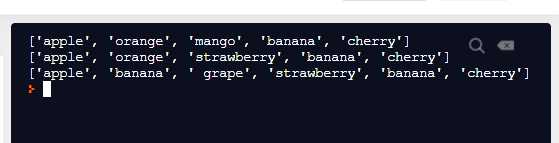 ['apple', 'orange', 'mango', 'banana', 'cherry']
['apple', 'orange', 'strawberry', 'banana', 'cherry']
['apple', 'banana', ' grape', 'strawberry', 'banana', 'cherry']
>